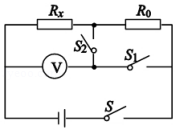 Rₓ R₀
S₂
V S₁
S